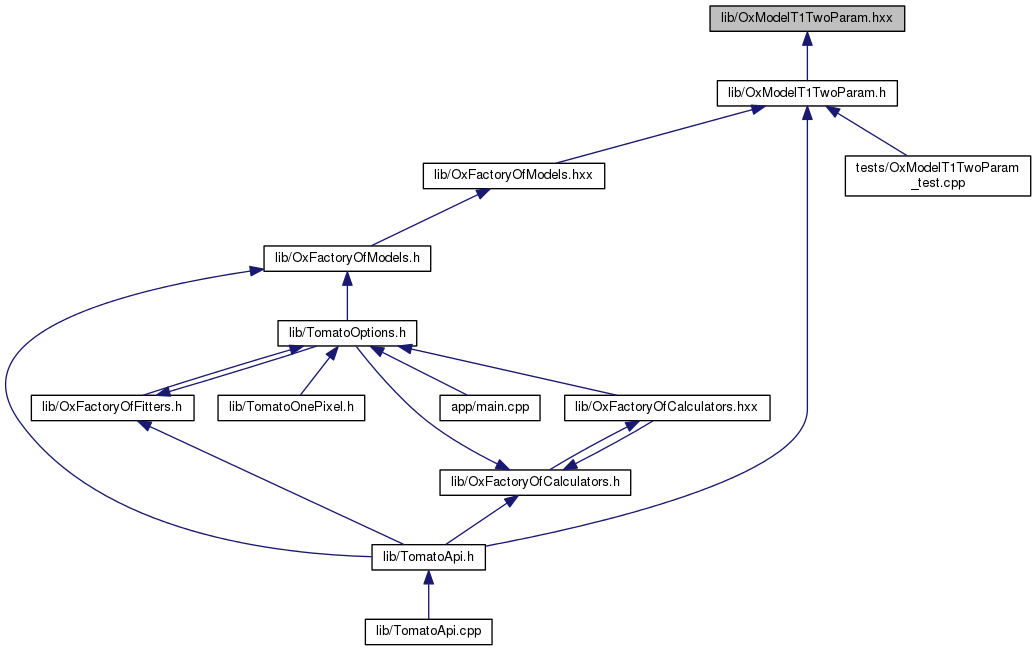 lib/OxModelT1TwoParam.hxx
lib/OxModelT1TwoParam.h
lib/OxFactoryOfModels.hxx
tests/OxModelT1TwoParam
_test.cpp
lib/OxFactoryOfModels.h
lib/TomatoOptions.h
lib/OxFactoryOfFitters.h
lib/TomatoOnePixel.h
app/main.cpp
lib/OxFactoryOfCalculators.hxx
lib/OxFactoryOfCalculators.h
lib/TomatoApi.h
lib/TomatoApi.cpp